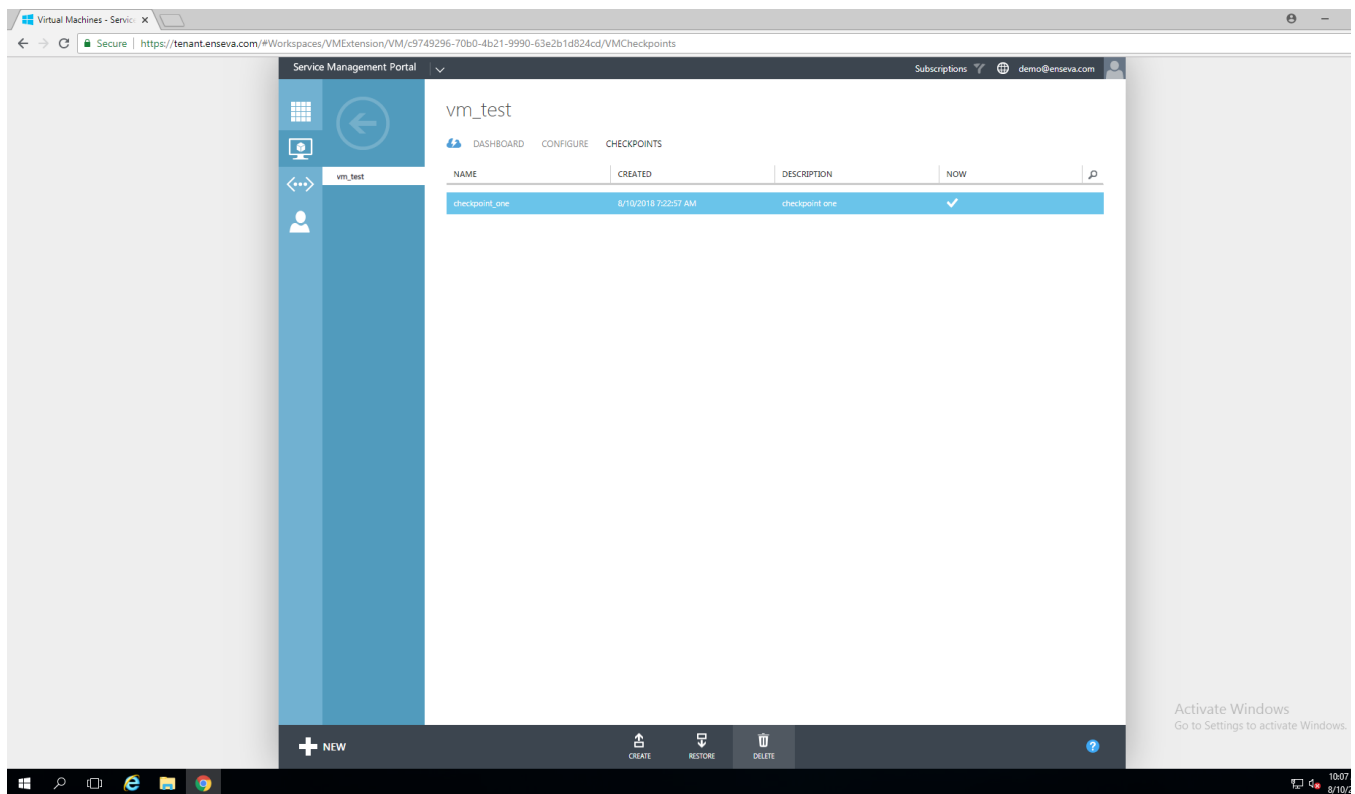 Virtual Machines - Servic
Secure | https://tenant.enseva.com/#Workspaces/VMExtension/VM/c9749296-70b0-4b21-9990-63e2b1d824cd/VMCheckpoints
Service Management Portal Subscriptions demo@enseva.com
vm_test
DASHBOARD CONFIGURE CHECKPOINTS
vm_test
NAME CREATED DESCRIPTION NOW
checkpoint_one 8/10/2018 7:22:57 AM checkpoint one
Activate Windows
Go to Settings to activate Windows.
NEW CREATE RESTORE DELETE ?
10:07
8/10/2